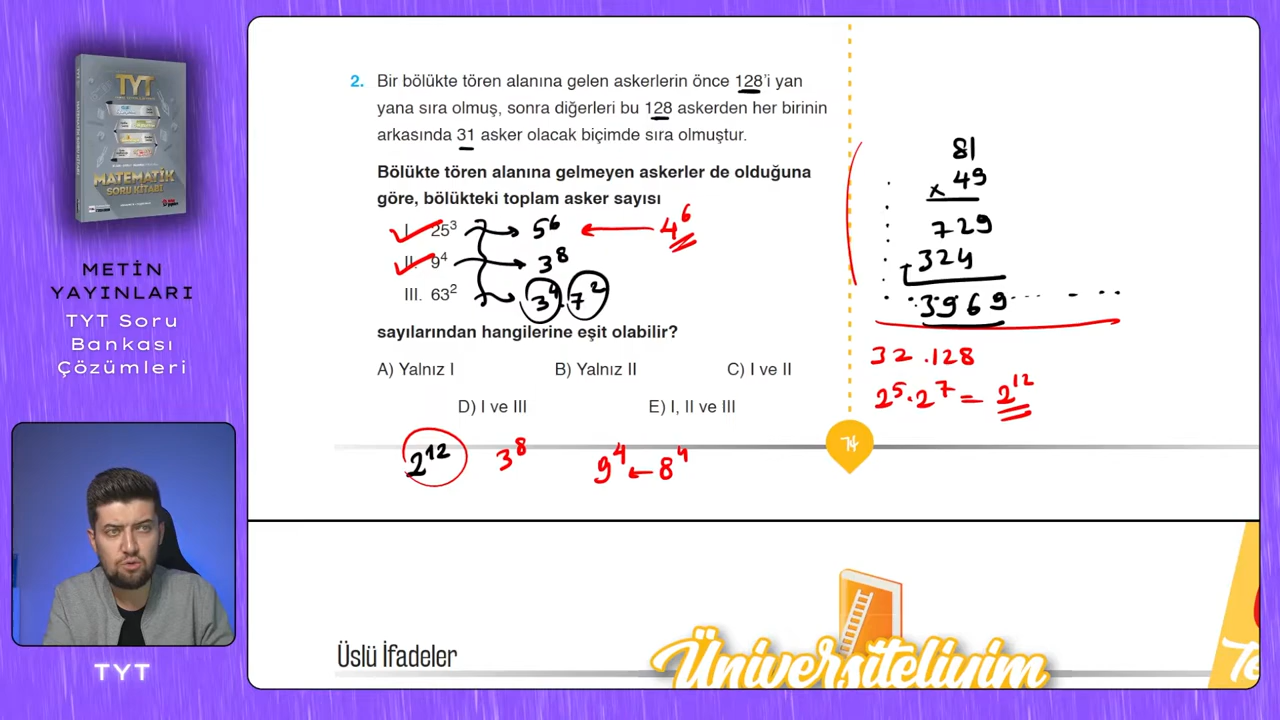 TYT
MATEMATİK
SORU KİTABI
METİN
YAYINLARI
TYT Soru
Bankası
Çözümleri
TYT
2. Bir bölükte tören alanına gelen askerlerin önce 128'i yan
yana sıra olmuş, sonra diğerleri bu 128 askerden her birinin
arkasında 31 asker olacak biçimde sıra olmuştur.
Bölükte tören alanına gelmeyen askerler de olduğuna
göre, bölükteki toplam asker sayısı
I. 25³ 5⁶ 4⁶
II. 9⁴ 3⁸
III. 63² 3⁴ . 7²
sayılarından hangilerine eşit olabilir?
A) Yalnız I B) Yalnız II C) I ve II
D) I ve III E) I, II ve III
2¹² 3⁸ 9⁴ ← 8⁴
81
x 49
729
+ 324
3969
32 . 128
2⁵ . 2⁷ = 2¹²
74
Üslü İfadeler
Üniversiteliyim
Te